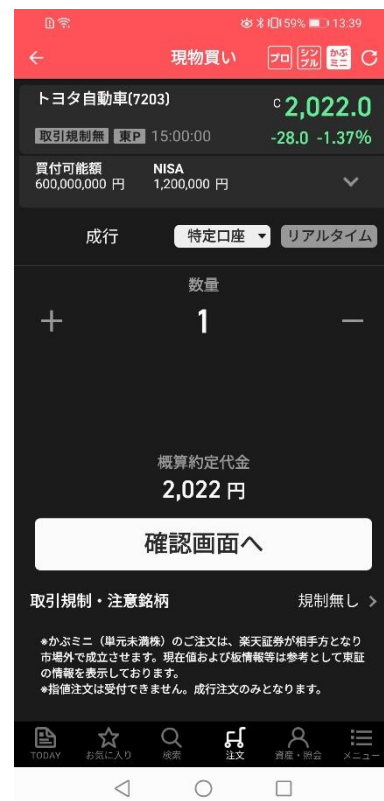 59% 13:39
現物買い プロ シンプル かぶミニ
トヨタ自動車(7203) C 2,022.0
取引規制無 東P 15:00:00 -28.0 -1.37%
買付可能額 NISA
600,000,000 円 1,200,000 円
成行 特定口座 リアルタイム
数量
+ 1 −
概算約定代金
2,022 円
確認画面へ
取引規制・注意銘柄 規制無し >
*かぶミニ（単元未満株）のご注文は、楽天証券が相手方となり
市場外で成立させます。現在値および板情報等は参考として東証
の情報を表示しております。
*指値注文は受付できません。成行注文のみとなります。
TODAY お気に入り 検索 注文 資産・照会 メニュー